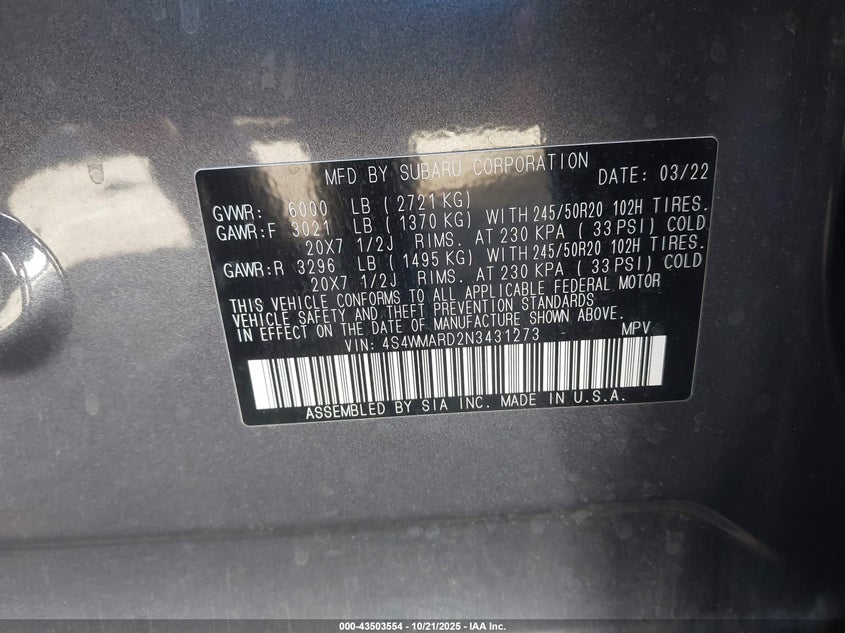 MFD BY SUBARU CORPORATION DATE: 03/22
GVWR: 6000 LB ( 2721 KG)
GAWR:F 3021 LB ( 1370 KG) WITH 245/50R20 102H TIRES.
20X7 1/2J RIMS. AT 230 KPA ( 33 PSI) COLD
GAWR:R 3296 LB ( 1495 KG) WITH 245/50R20 102H TIRES.
20X7 1/2J RIMS. AT 230 KPA ( 33 PSI) COLD
THIS VEHICLE CONFORMS TO ALL APPLICABLE FEDERAL MOTOR
VEHICLE SAFETY AND THEFT PREVENTION STANDARDS
IN EFFECT ON THE DATE OF MANUFACTURE SHOWN ABOVE.
VIN: 4S4WMARD2N3431273 MPV
ASSEMBLED BY SIA INC. MADE IN U.S.A.
000-43503554 - 10/21/2025 - IAA Inc.